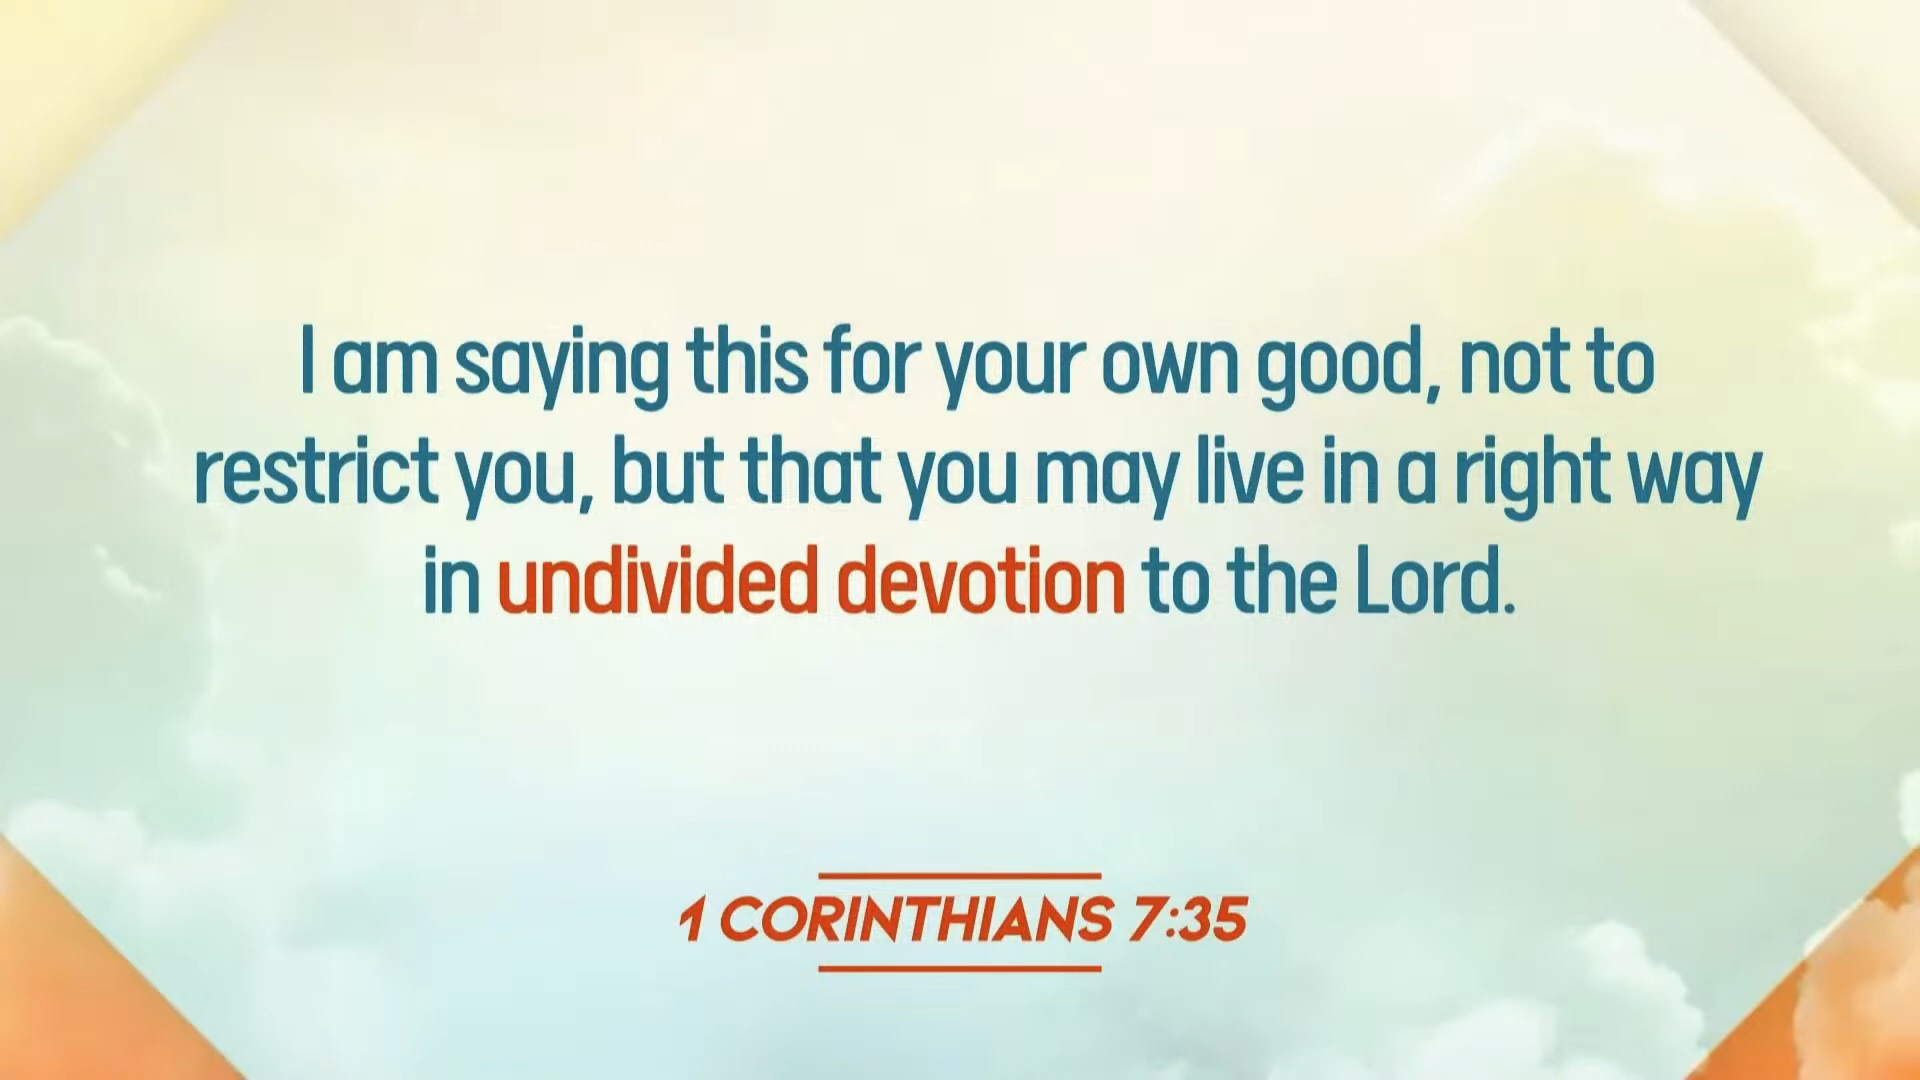 I am saying this for your own good, not to
restrict you, but that you may live in a right way
in undivided devotion to the Lord.
1 CORINTHIANS 7:35